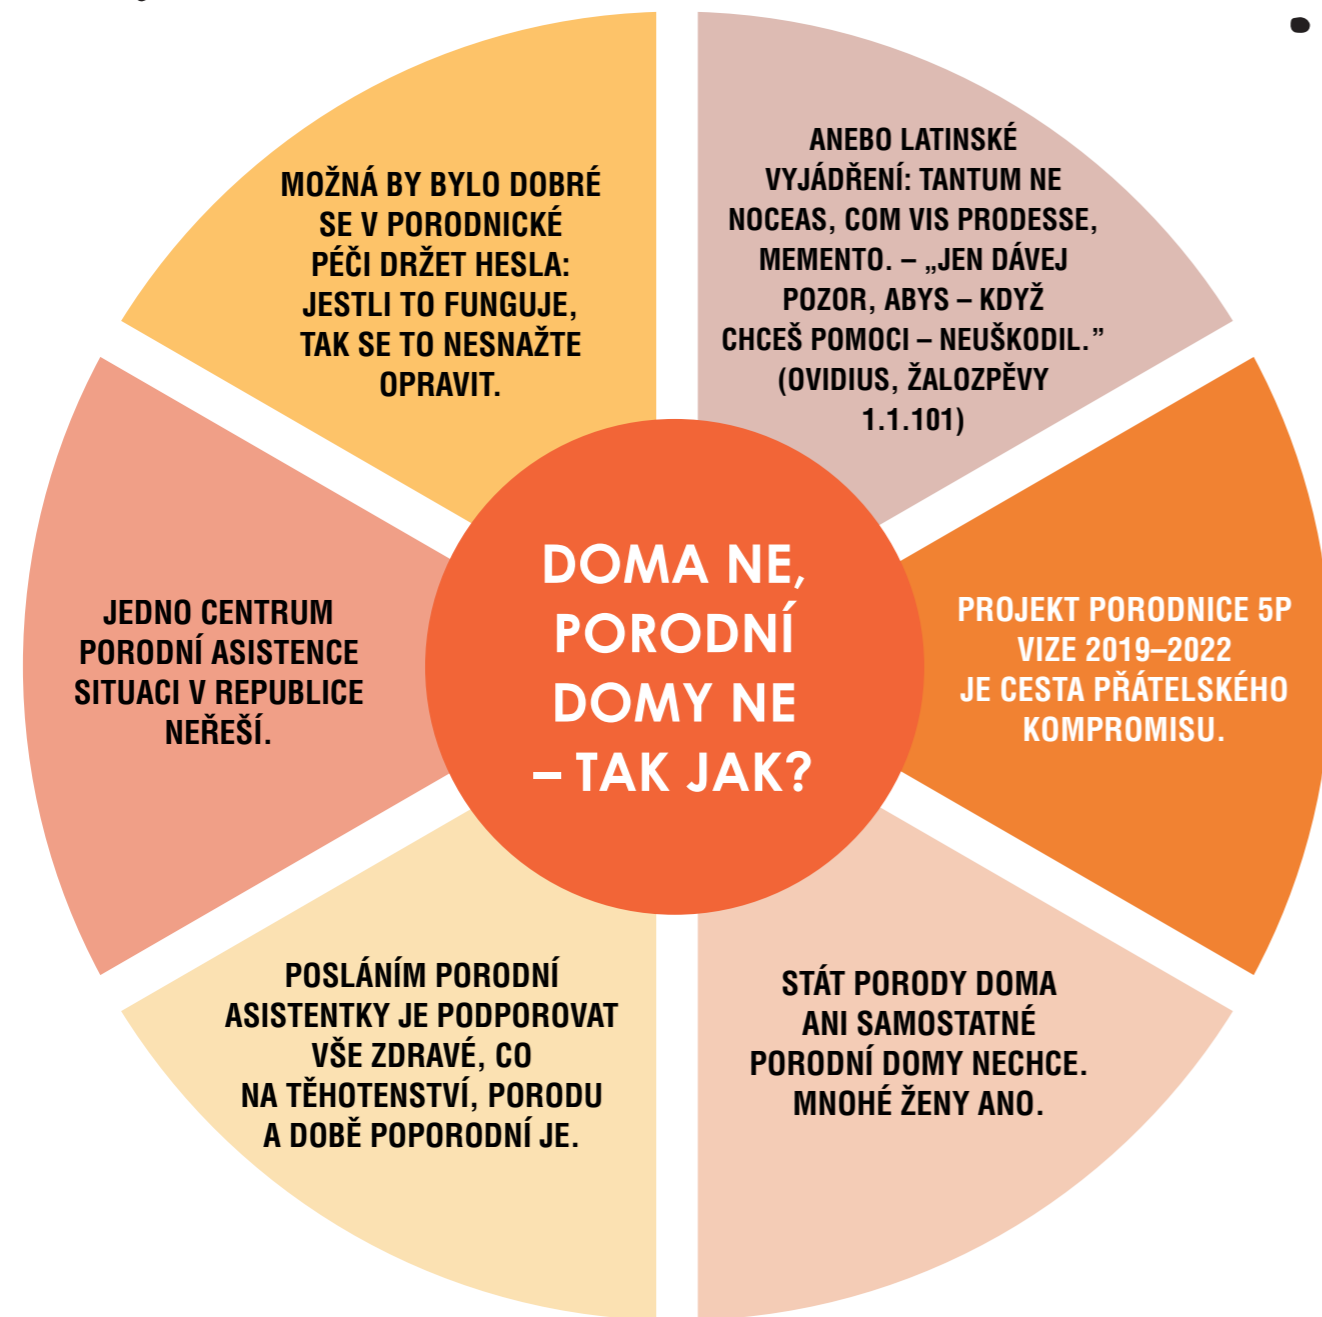 MOŽNÁ BY BYLO DOBRÉ
SE V PORODNICKÉ
PÉČI DRŽET HESLA:
JESTLI TO FUNGUJE,
TAK SE TO NESNAŽTE
OPRAVIT.
ANEBO LATINSKÉ
VYJÁDŘENÍ: TANTUM NE
NOCEAS, COM VIS PRODESSE,
MEMENTO. – „JEN DÁVEJ
POZOR, ABYS – KDYŽ
CHCEŠ POMOCI – NEUŠKODIL.”
(OVIDIUS, ŽALOZPĚVY
1.1.101)
JEDNO CENTRUM
PORODNÍ ASISTENCE
SITUACI V REPUBLICE
NEŘEŠÍ.
DOMA NE,
PORODNÍ
DOMY NE
– TAK JAK?
PROJEKT PORODNICE 5P
VIZE 2019–2022
JE CESTA PŘÁTELSKÉHO
KOMPROMISU.
POSLÁNÍM PORODNÍ
ASISTENTKY JE PODPOROVAT
VŠE ZDRAVÉ, CO
NA TĚHOTENSTVÍ, PORODU
A DOBĚ POPORODNÍ JE.
STÁT PORODY DOMA
ANI SAMOSTATNÉ
PORODNÍ DOMY NECHCE.
MNOHÉ ŽENY ANO.